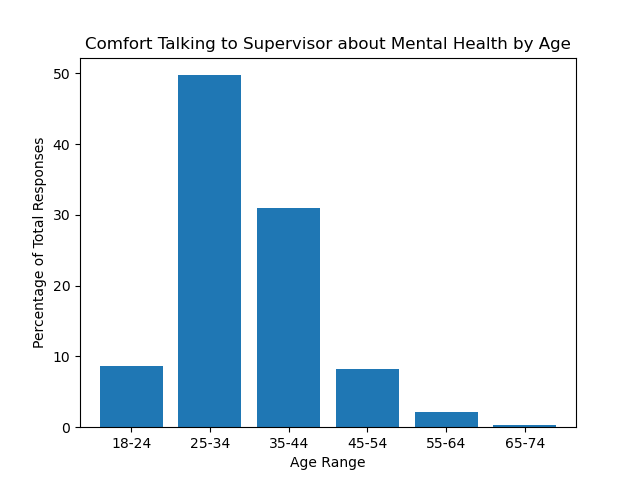 Comfort Talking to Supervisor about Mental Health by Age
Percentage of Total Responses
50
40
30
20
10
0
18-24 25-34 35-44 45-54 55-64 65-74
Age Range